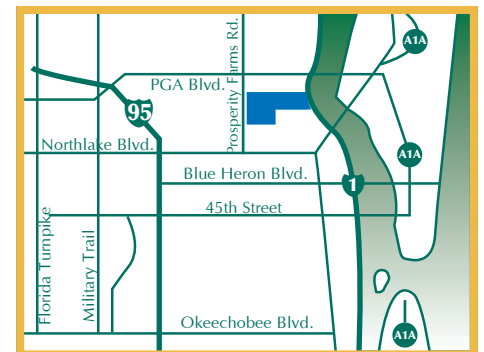 A1A
PGA Blvd.
Prosperity Farms Rd.
95
Northlake Blvd.
A1A
Blue Heron Blvd.
1
45th Street
Florida Turnpike
Military Trail
Okeechobee Blvd.
A1A